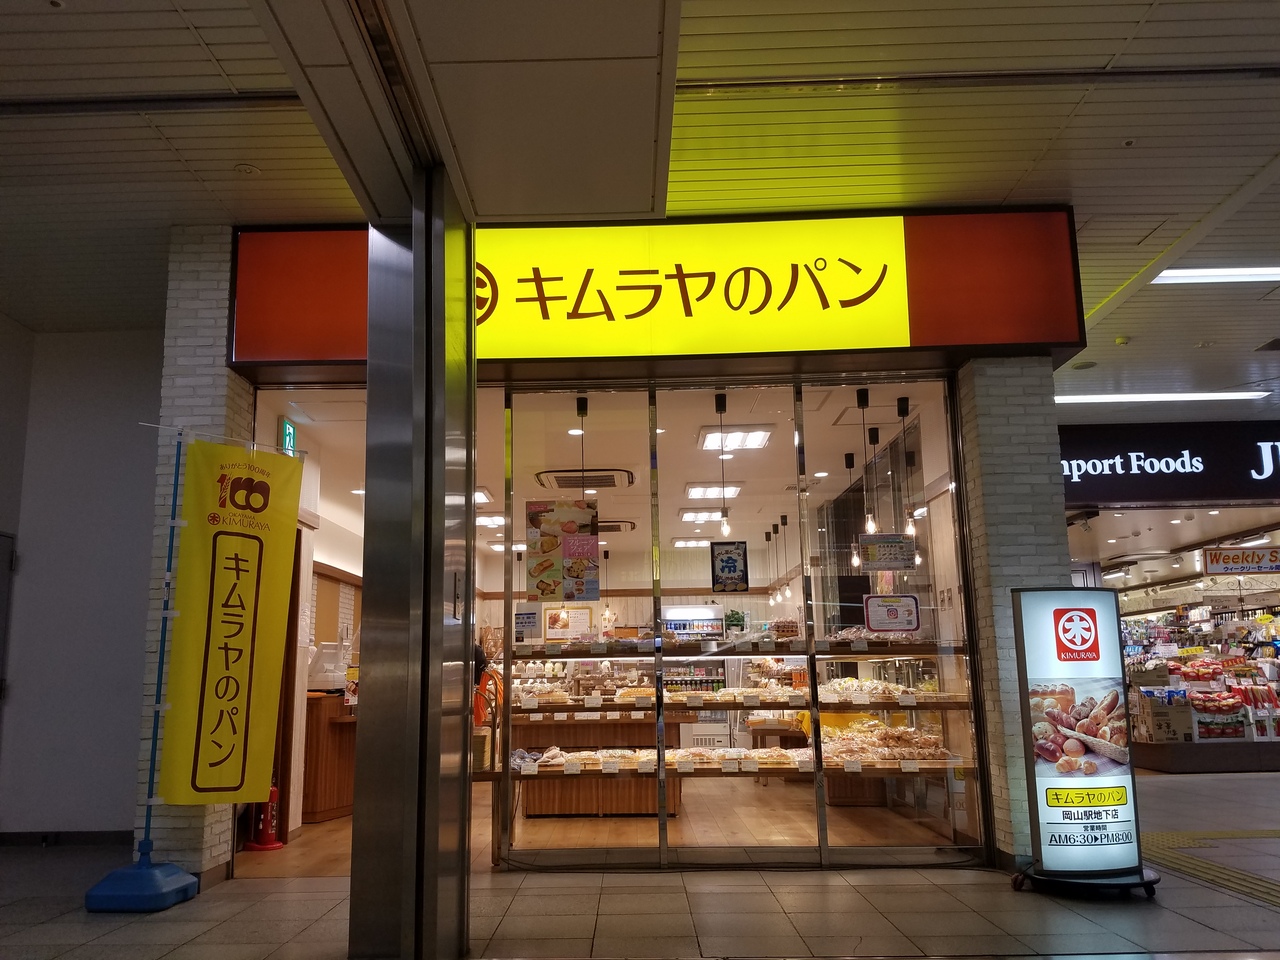 キムラヤのパン
ありがとう100周年
100
OKAYAMA
KIMURAYA
キムラヤのパン
冷
Import Foods
Weekly S
ウィークリーセール
木
KIMURAYA
キムラヤのパン
岡山駅地下店
営業時間
AM6:30▶PM8:00